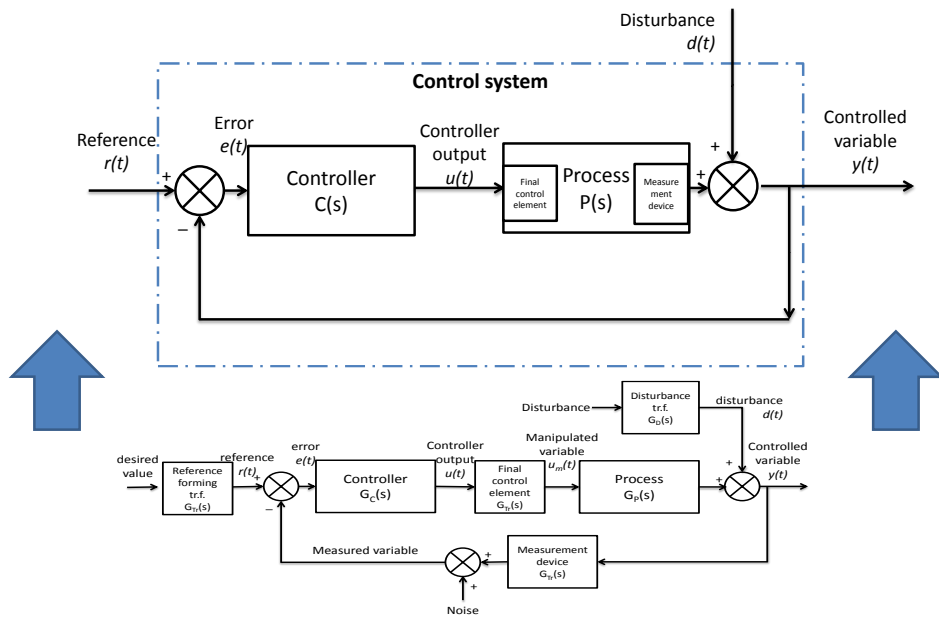 Disturbance
d(t)
Control system
Reference
r(t)
+
Error
e(t)
–
Controller
C(s)
Controller
output
u(t)
Final
control
element
Process
P(s)
Measure
ment
device
+
+
Controlled
variable
y(t)
Disturbance
Disturbance
tr.f.
G_D(s)
disturbance
d(t)
desired
value
Reference
forming
tr.f.
G_Tr(s)
reference
r(t)
+
–
error
e(t)
Controller
G_C(s)
Controller
output
u(t)
Final
control
element
G_Tr(s)
Manipulated
variable
u_m(t)
Process
G_P(s)
+
+
Controlled
variable
y(t)
Measured variable
+
+
Noise
Measurement
device
G_Tr(s)